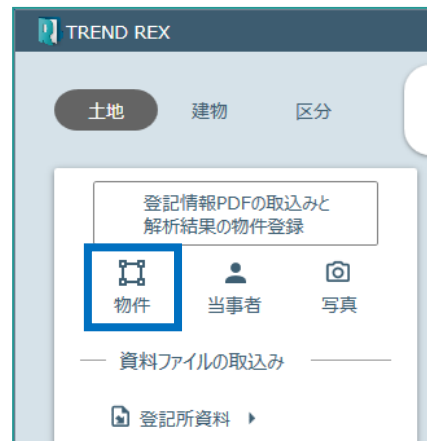 TREND REX
土地 建物 区分
登記情報PDFの取込みと
解析結果の物件登録
物件 当事者 写真
資料ファイルの取込み
登記所資料